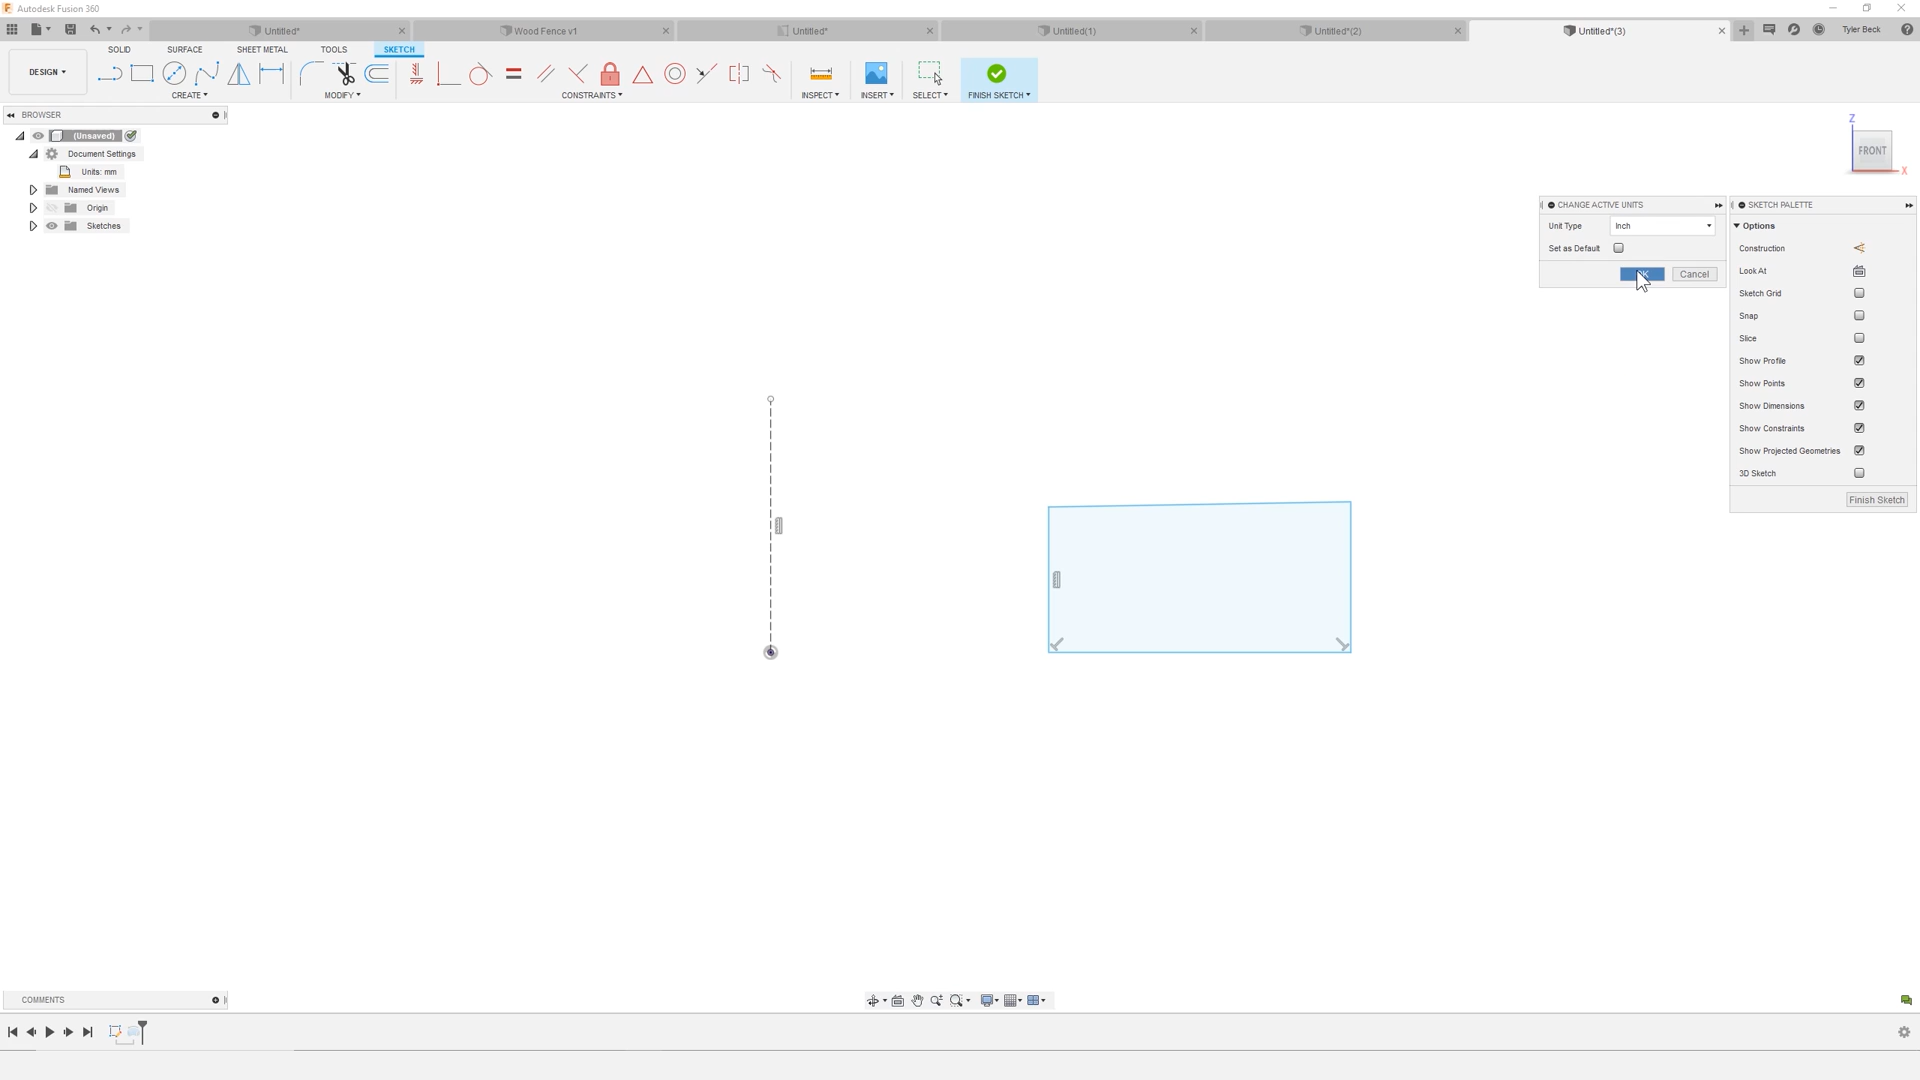 Autodesk Fusion 360
Untitled* Wood Fence v1 Untitled* Untitled(1) Untitled*(2) Untitled*(3) Tyler Beck
SOLID SURFACE SHEET METAL TOOLS SKETCH
DESIGN
CREATE MODIFY CONSTRAINTS INSPECT INSERT SELECT FINISH SKETCH
BROWSER
(Unsaved)
Document Settings
Units: mm
Named Views
Origin
Sketches
Z
FRONT
X
CHANGE ACTIVE UNITS
Unit Type Inch
Set as Default
Cancel
SKETCH PALETTE
Options
Construction
Look At
Sketch Grid
Snap
Slice
Show Profile
Show Points
Show Dimensions
Show Constraints
Show Projected Geometries
3D Sketch
Finish Sketch
COMMENTS